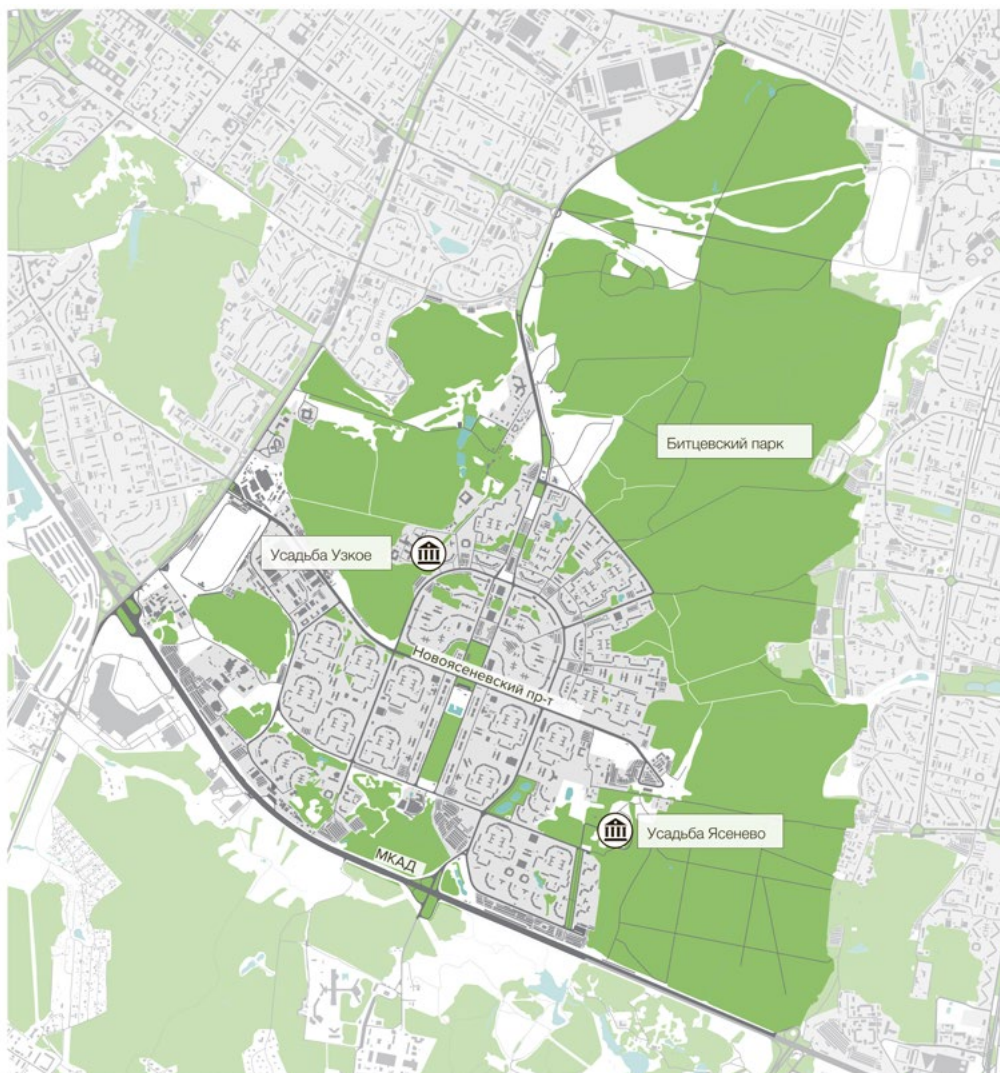 Битцевский парк
Усадьба Узкое
Новоясеневский пр-т
Усадьба Ясенево
МКАД